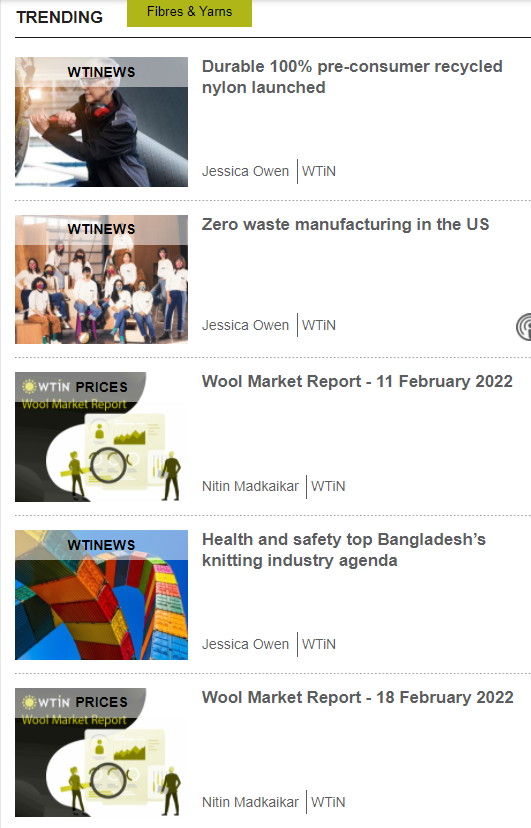 TRENDING
Fibres & Yarns
WTINEWS
Durable 100% pre-consumer recycled
nylon launched
Jessica Owen | WTiN
WTINEWS
Zero waste manufacturing in the US
Jessica Owen | WTiN
WTiN PRICES
Wool Market Report
Wool Market Report - 11 February 2022
Nitin Madkaikar | WTiN
WTINEWS
Health and safety top Bangladesh’s
knitting industry agenda
Jessica Owen | WTiN
WTiN PRICES
Wool Market Report
Wool Market Report - 18 February 2022
Nitin Madkaikar | WTiN